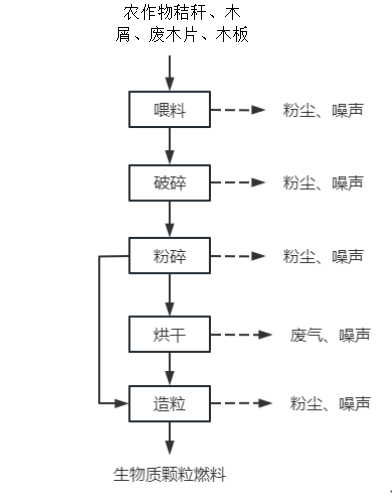 农作物秸秆、木
屑、废木片、木板
喂料
粉尘、噪声
破碎
粉尘、噪声
粉碎
粉尘、噪声
烘干
废气、噪声
造粒
粉尘、噪声
生物质颗粒燃料